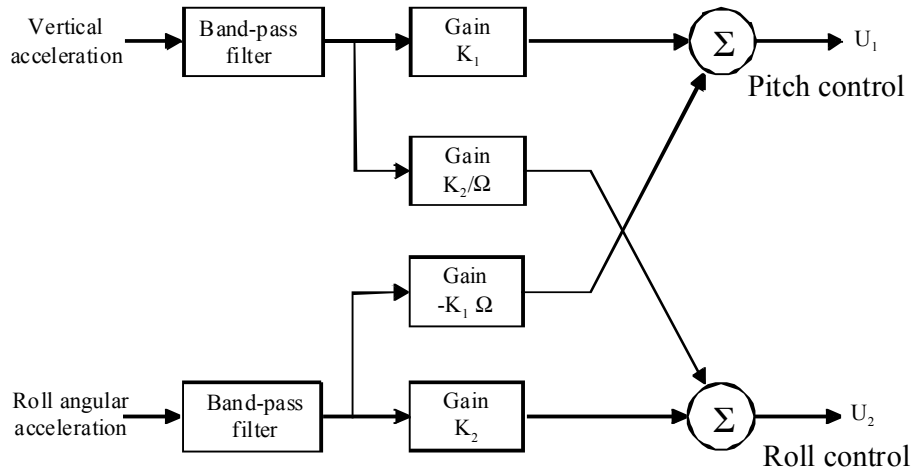 Vertical
acceleration
Band-pass
filter
Gain
K₁
Σ
U₁
Pitch control
Gain
K₂/Ω
Gain
-K₁ Ω
Roll angular
acceleration
Band-pass
filter
Gain
K₂
Σ
U₂
Roll control